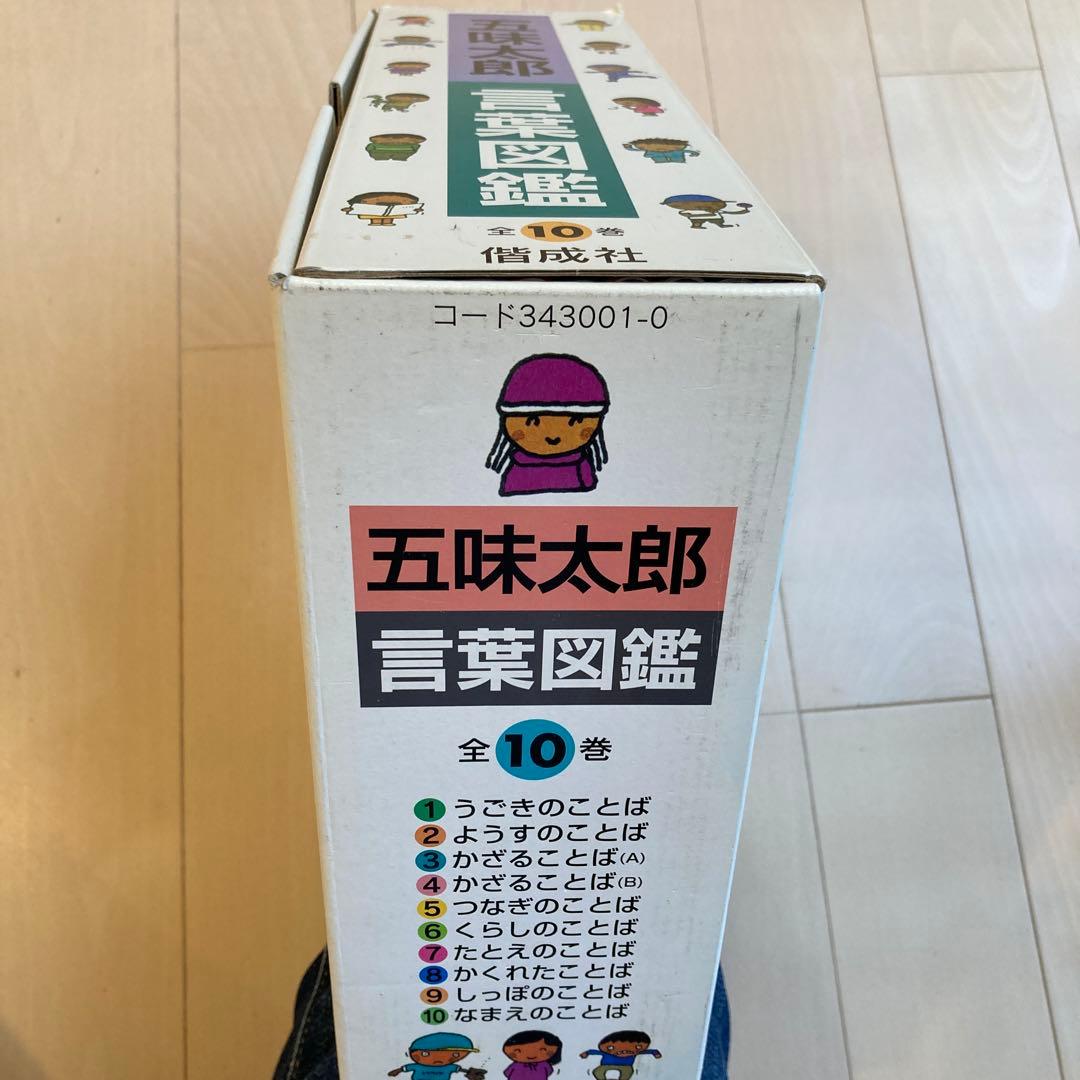 五味太郎
言葉図鑑
全10巻
偕成社
コード343001-0
五味太郎
言葉図鑑
全10巻
1 うごきのことば
2 ようすのことば
3 かざることば(A)
4 かざることば(B)
5 つなぎのことば
6 くらしのことば
7 たとえのことば
8 かくれたことば
9 しっぽのことば
10 なまえのことば